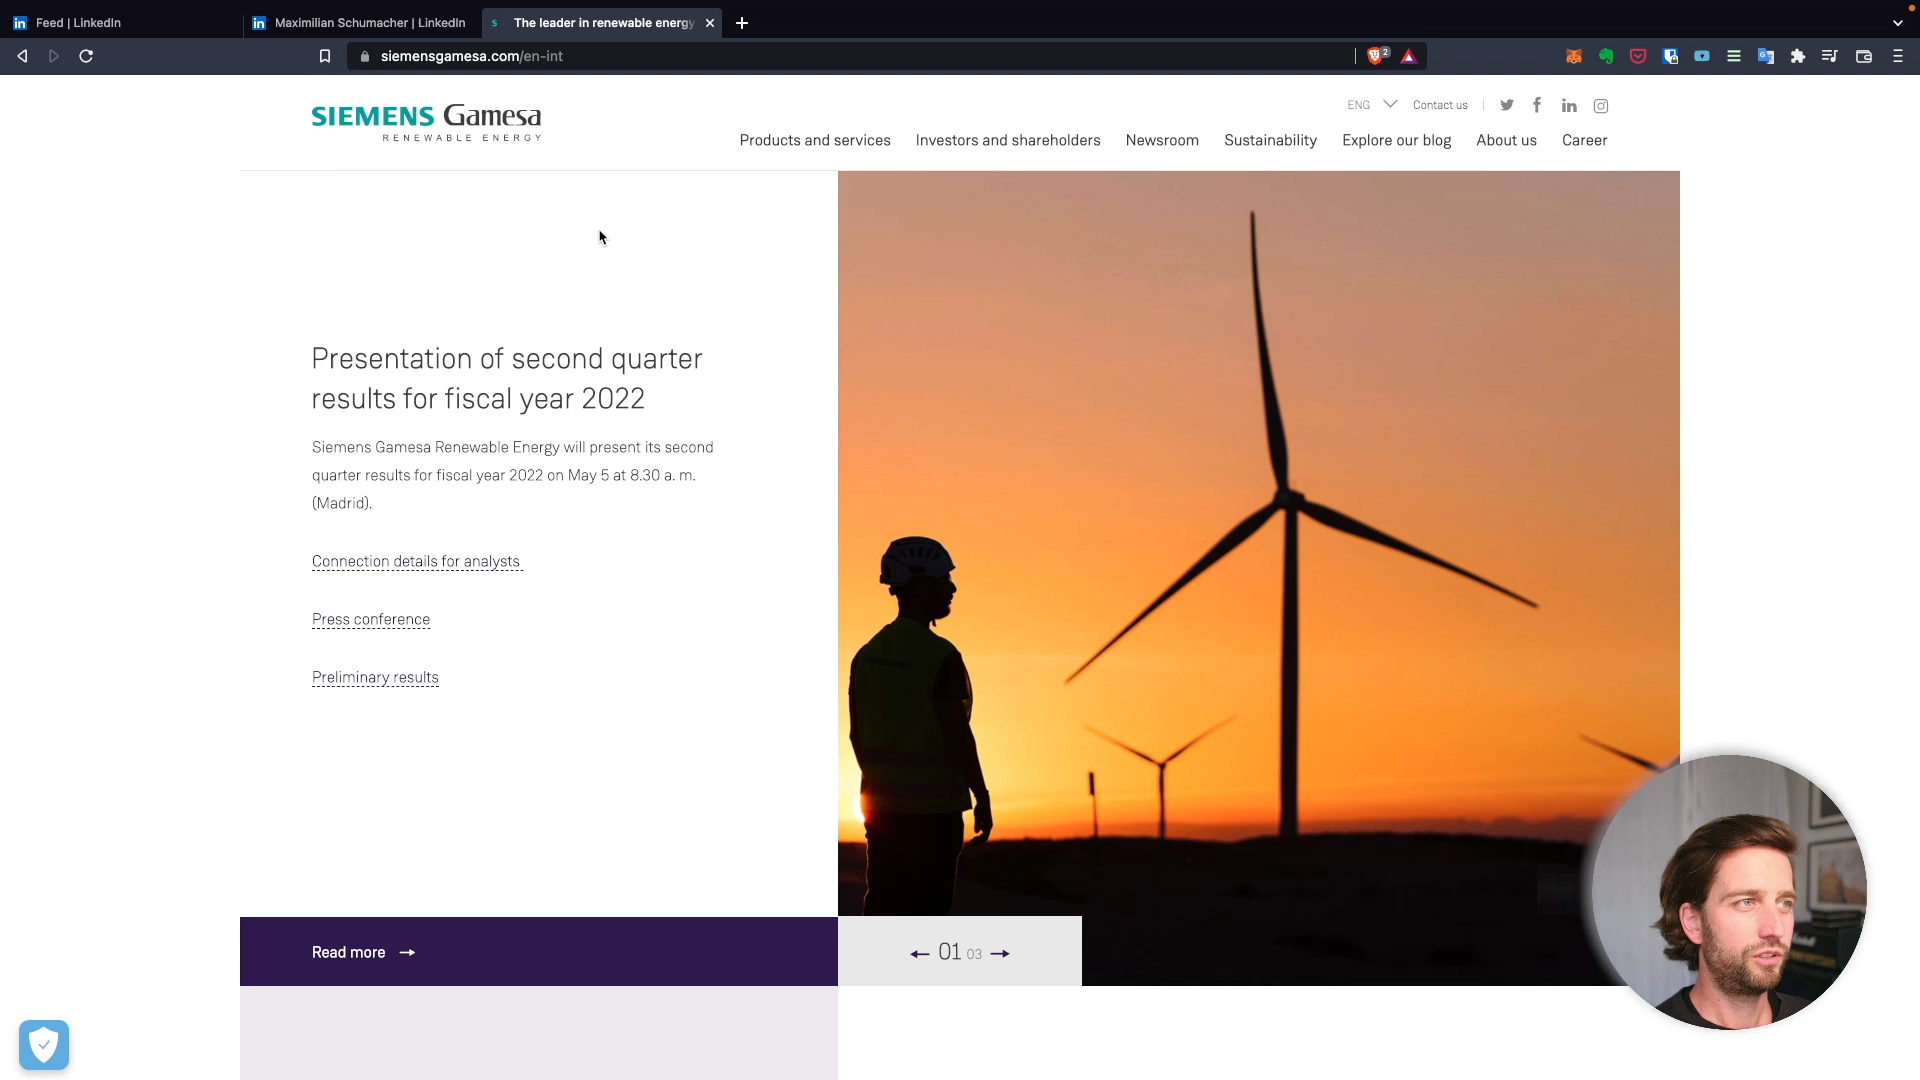 Feed | LinkedIn
Maximilian Schumacher | LinkedIn
The leader in renewable energy
siemensgamesa.com/en-int
2
SIEMENS Gamesa
RENEWABLE ENERGY
ENG
Contact us
Products and services
Investors and shareholders
Newsroom
Sustainability
Explore our blog
About us
Career
Presentation of second quarter
results for fiscal year 2022
Siemens Gamesa Renewable Energy will present its second
quarter results for fiscal year 2022 on May 5 at 8.30 a. m.
(Madrid).
Connection details for analysts
Press conference
Preliminary results
Read more →
← 01 03 →